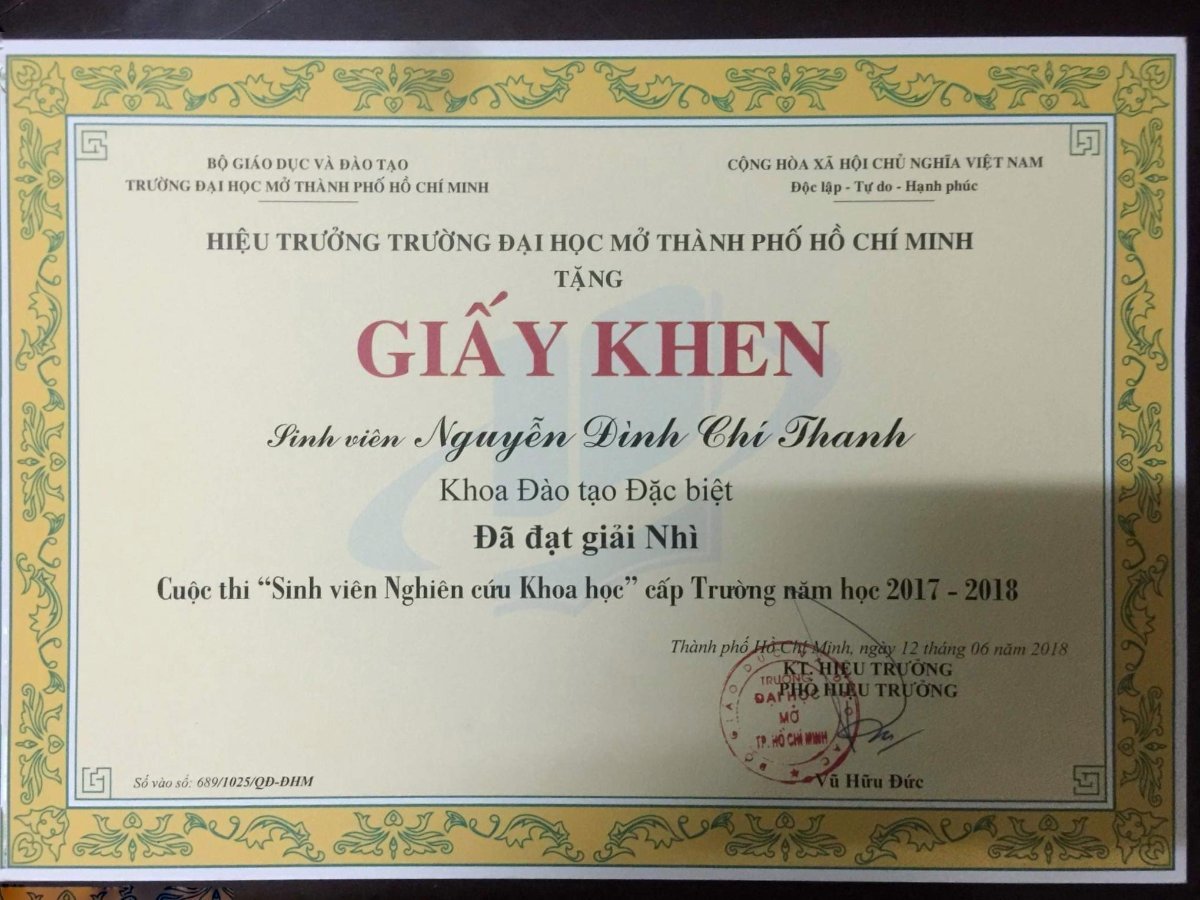 BỘ GIÁO DỤC VÀ ĐÀO TẠO
TRƯỜNG ĐẠI HỌC MỞ THÀNH PHỐ HỒ CHÍ MINH
CỘNG HÒA XÃ HỘI CHỦ NGHĨA VIỆT NAM
Độc lập - Tự do - Hạnh phúc
HIỆU TRƯỞNG TRƯỜNG ĐẠI HỌC MỞ THÀNH PHỐ HỒ CHÍ MINH
TẶNG
GIẤY KHEN
Sinh viên Nguyễn Đình Chí Thanh
Khoa Đào tạo Đặc biệt
Đã đạt giải Nhì
Cuộc thi “Sinh viên Nghiên cứu Khoa học” cấp Trường năm học 2017 - 2018
Thành phố Hồ Chí Minh, ngày 12 tháng 06 năm 2018
KT. HIỆU TRƯỞNG
PHÓ HIỆU TRƯỞNG
TRƯỜNG
ĐẠI HỌC
MỞ
TP. HỒ CHÍ MINH
Vũ Hữu Đức
Số vào sổ: 689/1025/QĐ-ĐHM